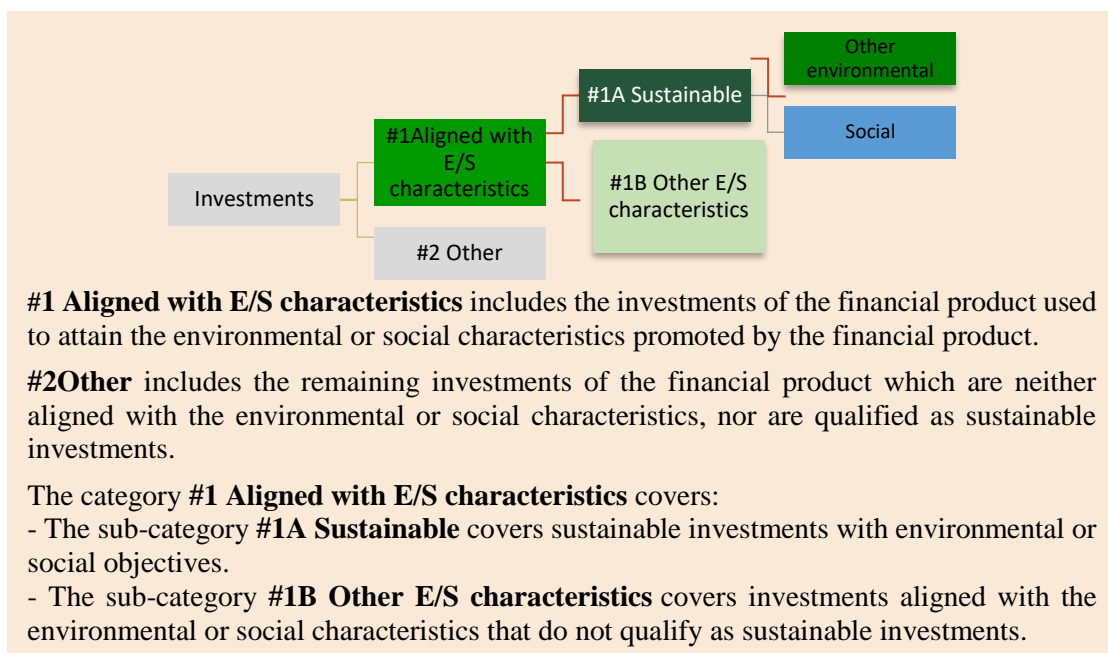 Other
environmental
#1A Sustainable
Social
#1Aligned with
E/S
characteristics
#1B Other E/S
characteristics
Investments
#2 Other
#1 Aligned with E/S characteristics includes the investments of the financial product used
to attain the environmental or social characteristics promoted by the financial product.
#2Other includes the remaining investments of the financial product which are neither
aligned with the environmental or social characteristics, nor are qualified as sustainable
investments.
The category #1 Aligned with E/S characteristics covers:
- The sub-category #1A Sustainable covers sustainable investments with environmental or
social objectives.
- The sub-category #1B Other E/S characteristics covers investments aligned with the
environmental or social characteristics that do not qualify as sustainable investments.